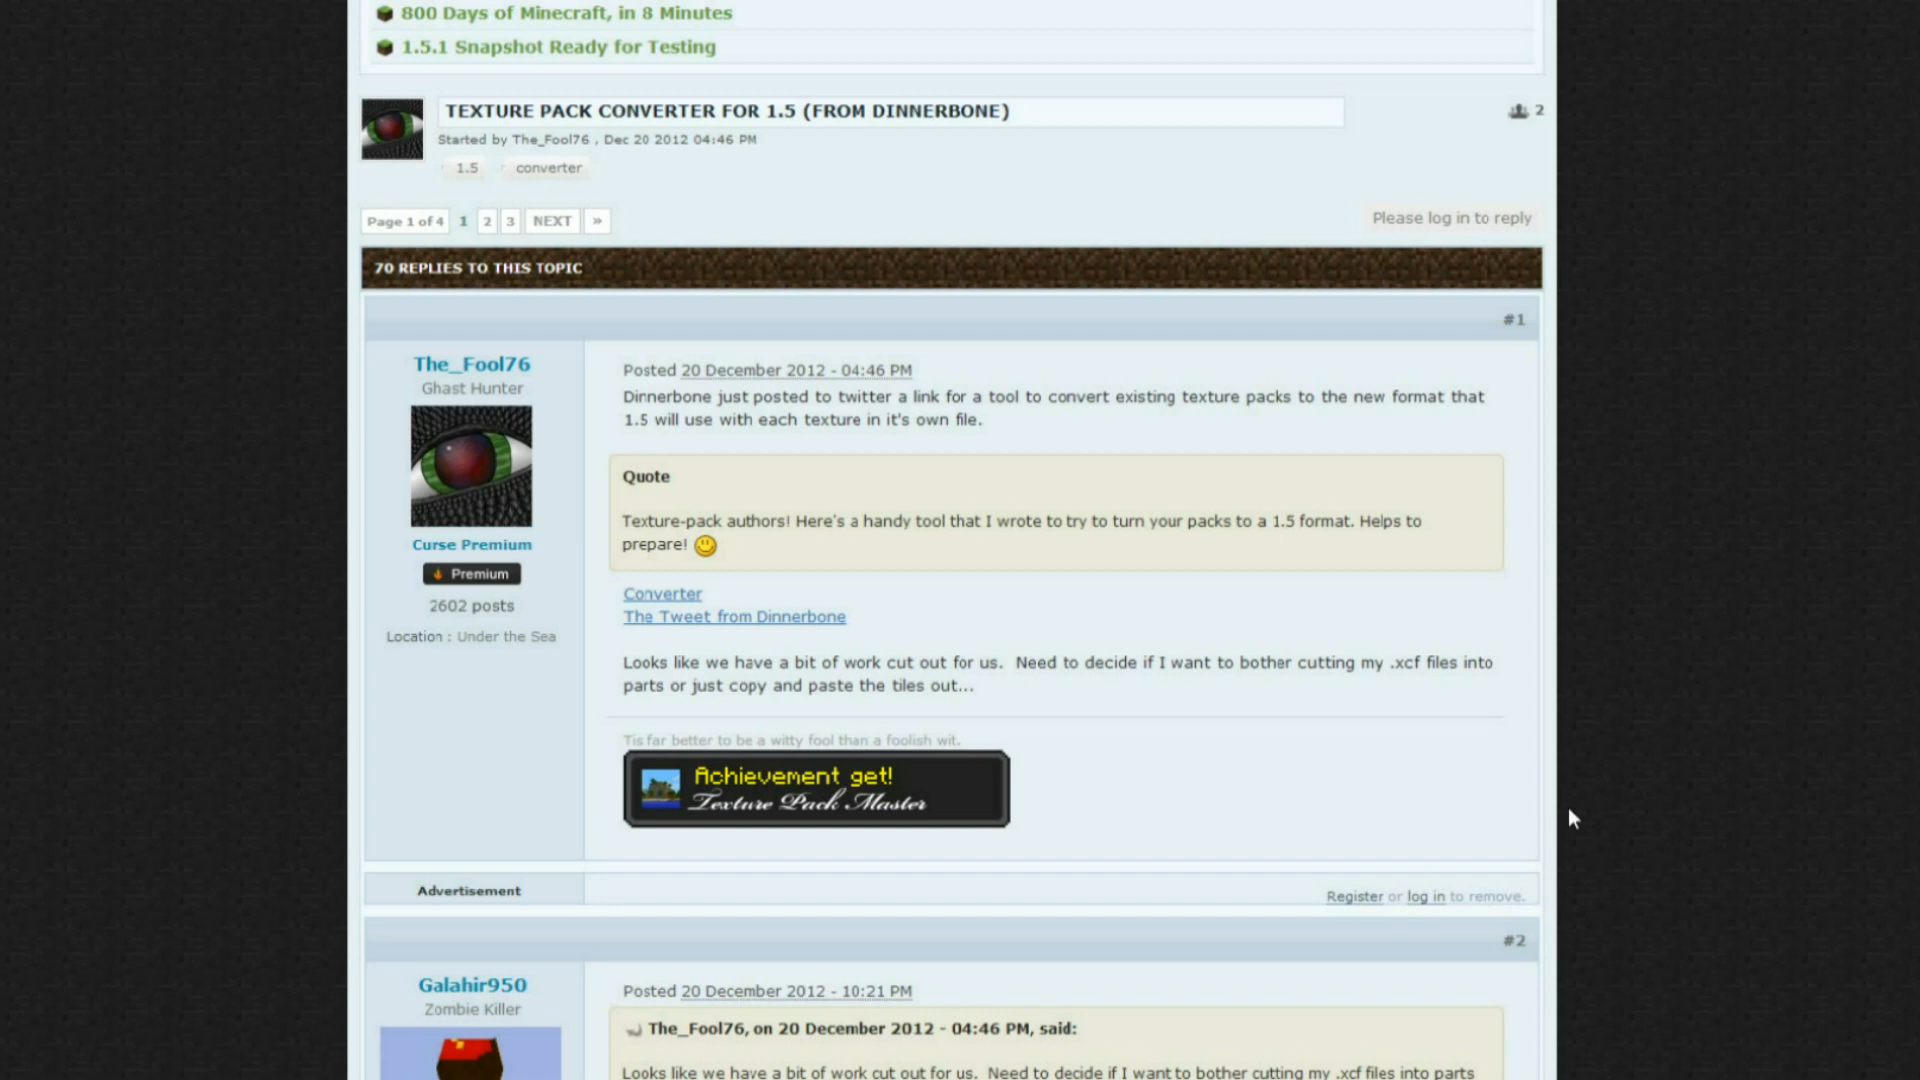 800 Days of Minecraft, in 8 Minutes
1.5.1 Snapshot Ready for Testing
TEXTURE PACK CONVERTER FOR 1.5 (FROM DINNERBONE)
2
Started by The_Fool76 , Dec 20 2012 04:46 PM
1.5
converter
Page 1 of 4 1 2 3 NEXT »
Please log in to reply
70 REPLIES TO THIS TOPIC
#1
The_Fool76
Ghast Hunter
Curse Premium
Premium
2602 posts
Location : Under the Sea
Posted 20 December 2012 - 04:46 PM
Dinnerbone just posted to twitter a link for a tool to convert existing texture packs to the new format that
1.5 will use with each texture in it's own file.
Quote
Texture-pack authors! Here's a handy tool that I wrote to try to turn your packs to a 1.5 format. Helps to
prepare!
Converter
The Tweet from Dinnerbone
Looks like we have a bit of work cut out for us. Need to decide if I want to bother cutting my .xcf files into
parts or just copy and paste the tiles out...
Tis far better to be a witty fool than a foolish wit.
Achievement get!
Texture Pack Master
Advertisement
Register or log in to remove.
#2
Galahir950
Zombie Killer
Posted 20 December 2012 - 10:21 PM
The_Fool76, on 20 December 2012 - 04:46 PM, said:
Looks like we have a bit of work cut out for us. Need to decide if I want to bother cutting my .xcf files into parts